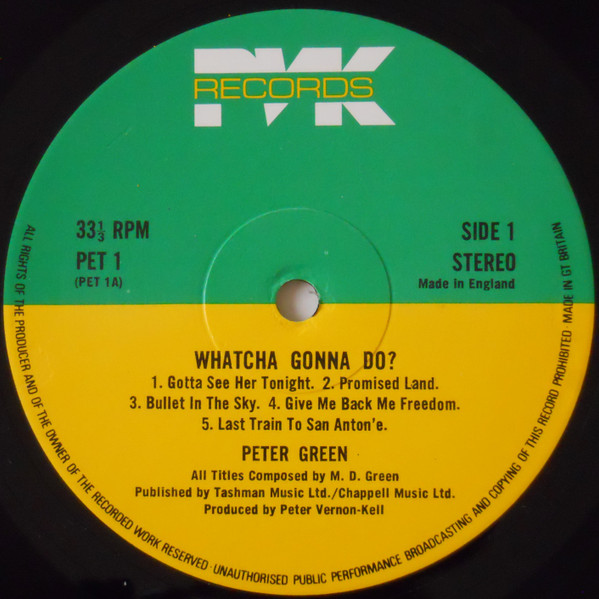 PVK
RECORDS
33⅓ RPM
PET 1
(PET 1A)
SIDE 1
STEREO
Made in England
WHATCHA GONNA DO?
1. Gotta See Her Tonight. 2. Promised Land.
3. Bullet In The Sky. 4. Give Me Back Me Freedom.
5. Last Train To San Anton'e.
PETER GREEN
All Titles Composed by M. D. Green
Published by Tashman Music Ltd./Chappell Music Ltd.
Produced by Peter Vernon-Kell
ALL RIGHTS OF THE PRODUCER AND OF THE OWNER OF THE RECORDED WORK RESERVED · UNAUTHORISED PUBLIC PERFORMANCE BROADCASTING AND COPYING OF THIS RECORD PROHIBITED · MADE IN GT BRITAIN